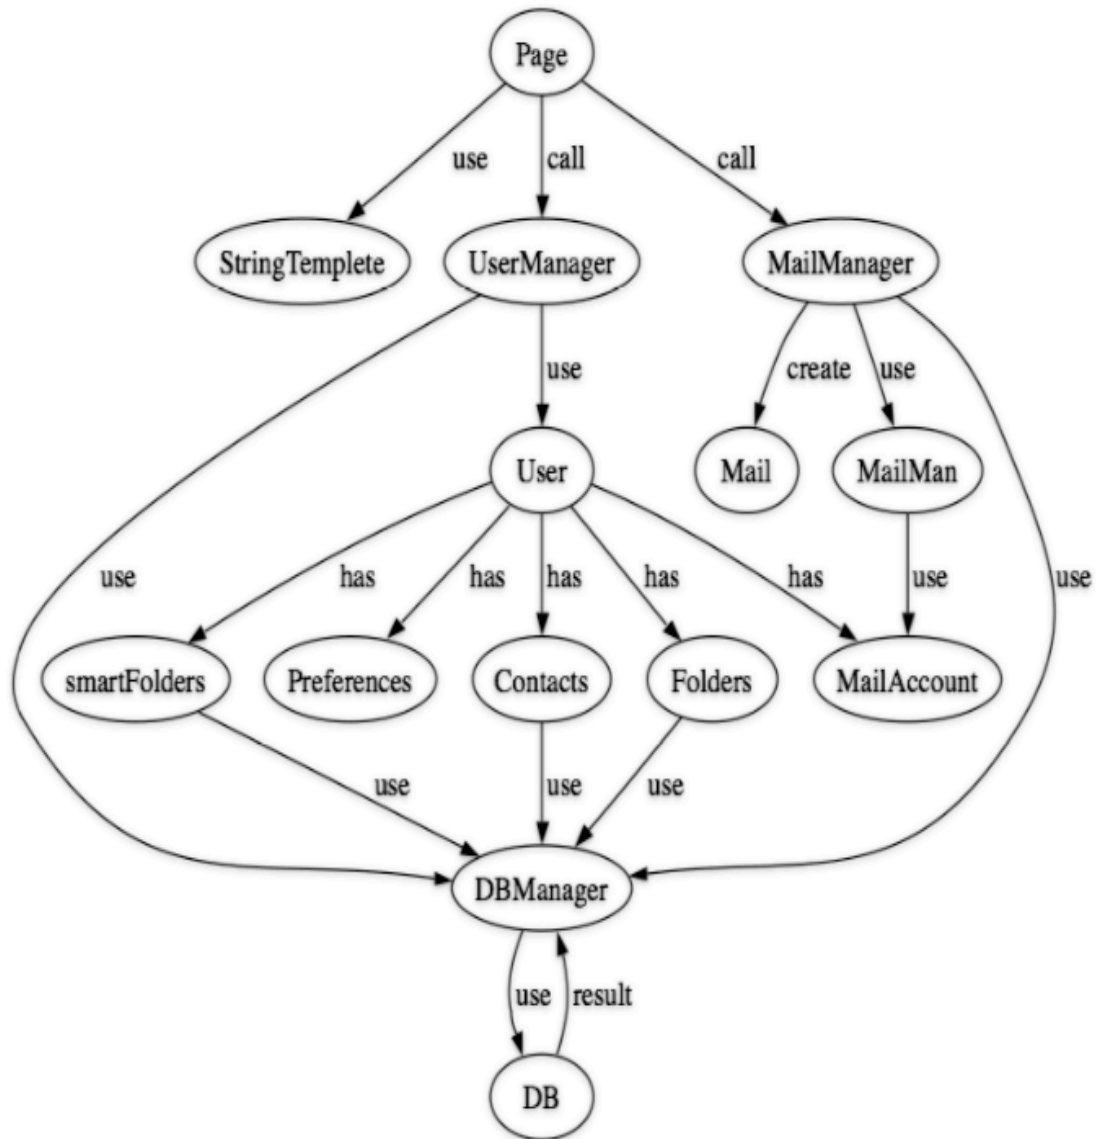 Page
use
call
call
StringTemplete
UserManager
MailManager
use
create
use
User
Mail
MailMan
use
has
has
has
has
has
use
use
smartFolders
Preferences
Contacts
Folders
MailAccount
use
use
use
DBManager
use
result
DB